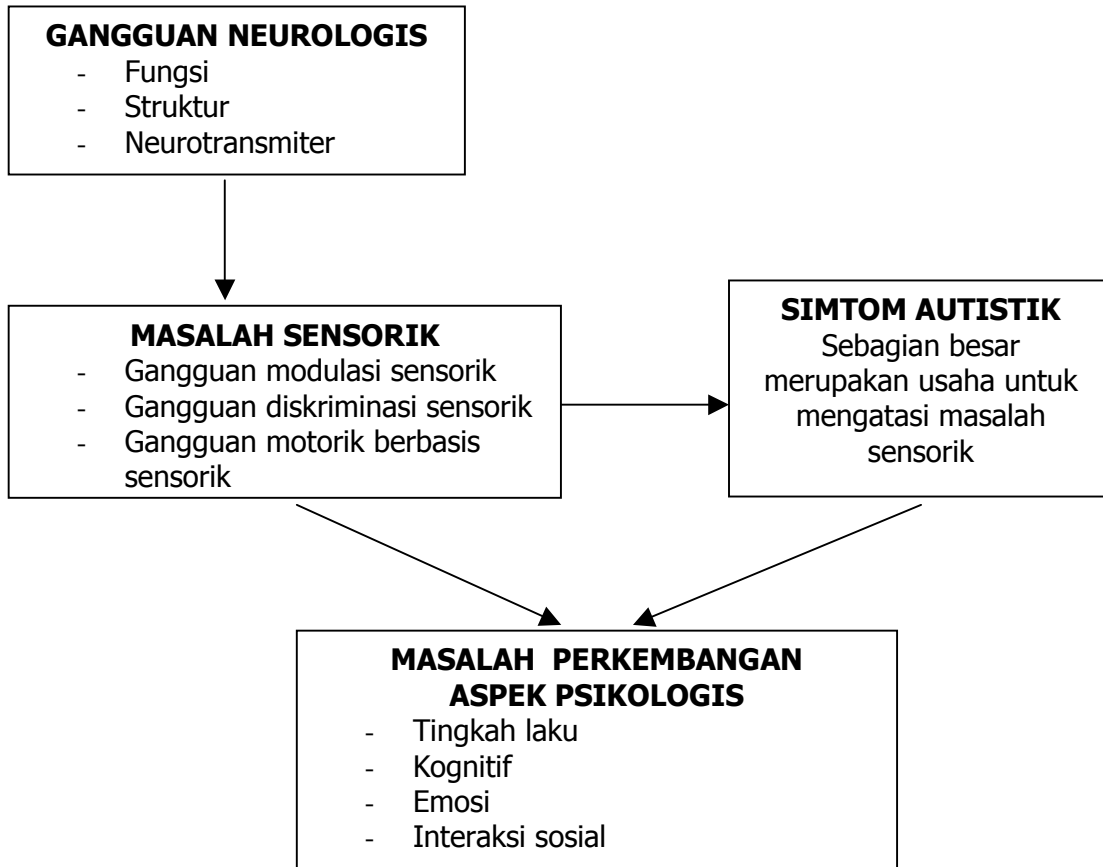 GANGGUAN NEUROLOGIS
- Fungsi
- Struktur
- Neurotransmiter
MASALAH SENSORIK
- Gangguan modulasi sensorik
- Gangguan diskriminasi sensorik
- Gangguan motorik berbasis
sensorik
SIMTOM AUTISTIK
Sebagian besar
merupakan usaha untuk
mengatasi masalah
sensorik
MASALAH PERKEMBANGAN
ASPEK PSIKOLOGIS
- Tingkah laku
- Kognitif
- Emosi
- Interaksi sosial